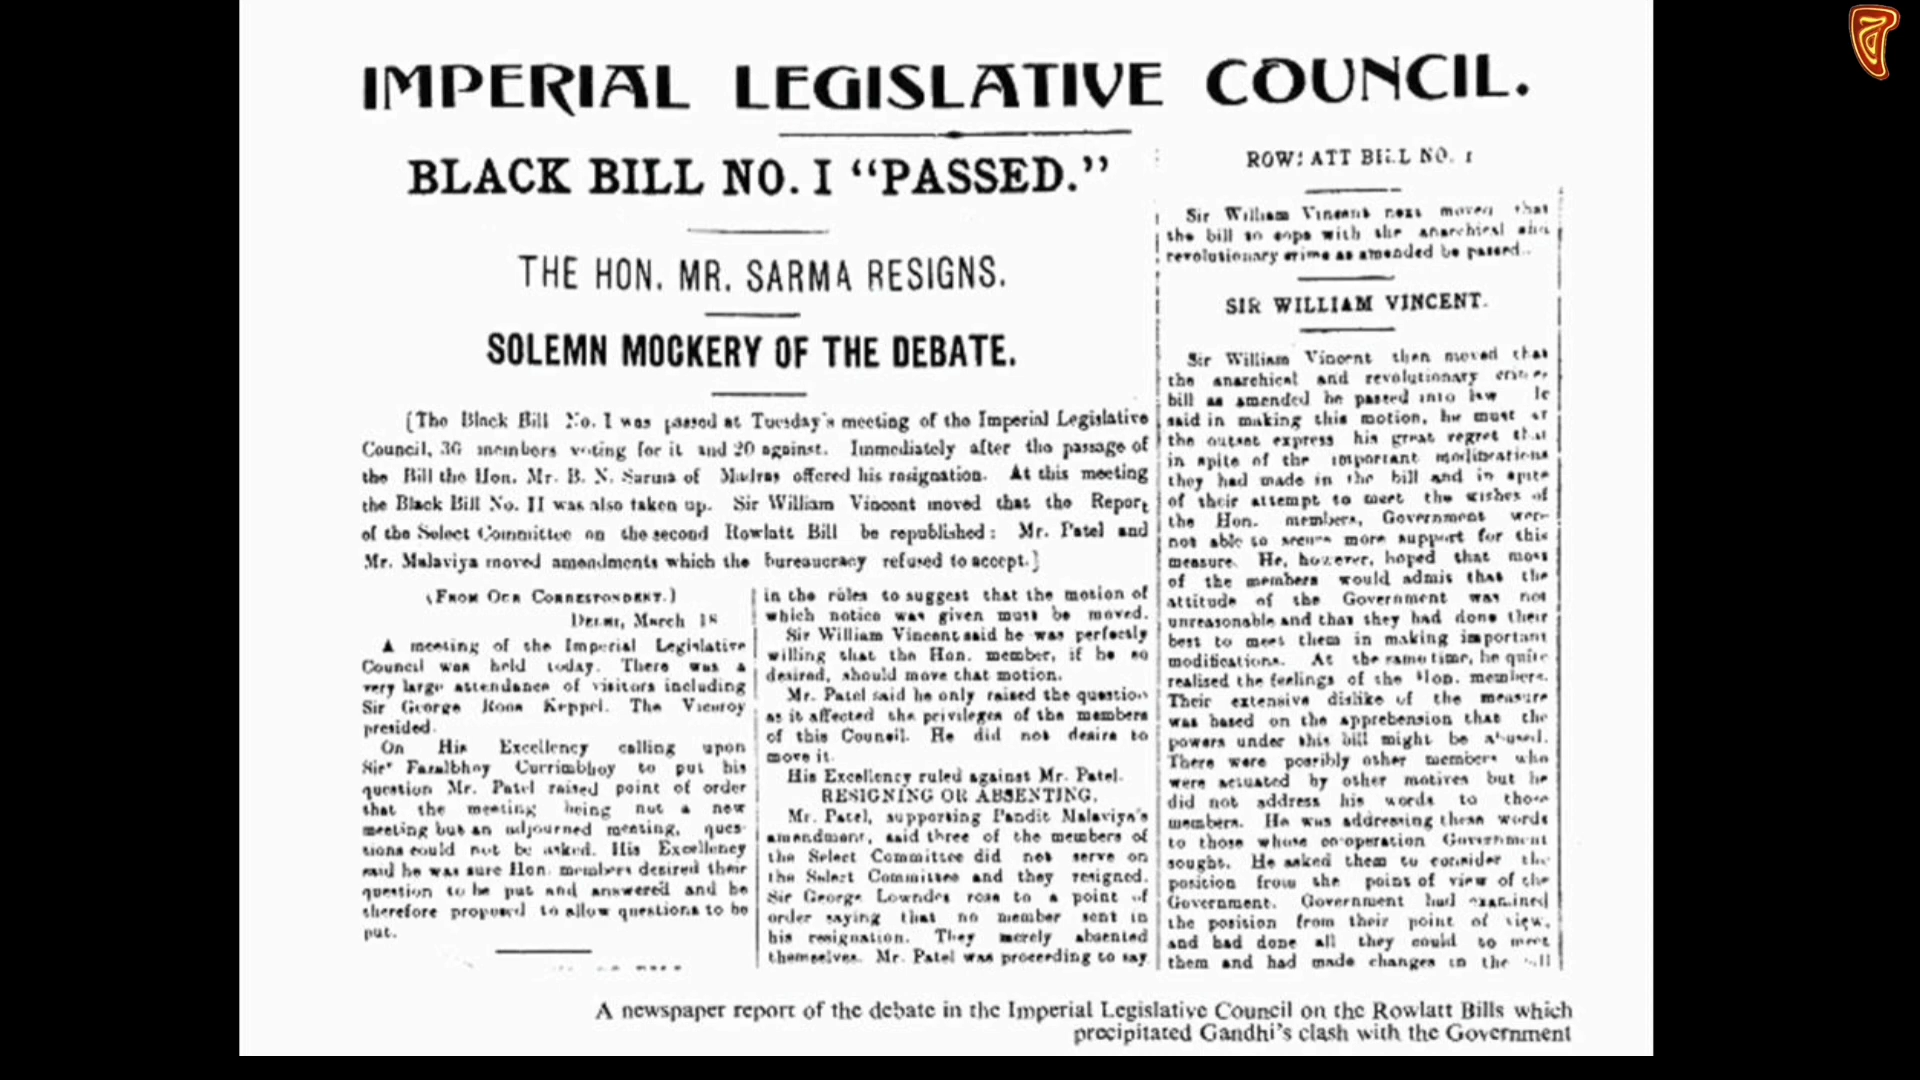 IMPERIAL LEGISLATIVE COUNCIL.
BLACK BILL NO. I “PASSED.”
THE HON. MR. SARMA RESIGNS.
SOLEMN MOCKERY OF THE DEBATE.
[The Black Bill No. I was passed at Tuesday's meeting of the Imperial Legislative
Council, 36 members voting for it and 20 against. Immediately after the passage of
the Bill the Hon. Mr. B. N. Sarma of Madras offered his resignation. At this meeting
the Black Bill No. II was also taken up. Sir William Vincent moved that the Report
of the Select Committee on the second Rowlatt Bill be republished: Mr. Patel and
Mr. Malaviya moved amendments which the bureaucracy refused to accept.]
(FROM OUR CORRESPONDENT.)
DELHI, March 18
A meeting of the Imperial Legislative
Council was held today. There was a
very large attendance of visitors including
Sir George Roos Keppel. The Viceroy
presided.
On His Excellency calling upon
Sir Fazalbhoy Currimbhoy to put his
question Mr. Patel raised point of order
that the meeting being not a new
meeting but an adjourned meeting, ques-
tions could not be asked. His Excellency
said he was sure Hon. members desired their
question to be put and answered and he
therefore proposed to allow questions to be
put.
in the rules to suggest that the motion of
which notice was given must be moved.
Sir William Vincent said he was perfectly
willing that the Hon. member, if he so
desired, should move that motion.
Mr. Patel said he only raised the question
as it affected the privileges of the members
of this Council. He did not desire to
move it.
His Excellency ruled against Mr. Patel.
RESIGNING OR ABSENTING.
Mr. Patel, supporting Pandit Malaviya's
amendment, said three of the members of
the Select Committee did not serve on
the Select Committee and they resigned.
Sir George Lowndes rose to a point of
order saying that no member sent in
his resignation. They merely absented
themselves. Mr. Patel was proceeding to say
ROWLATT BILL NO. I
Sir William Vincent next moved that
the bill to cope with the anarchical and
revolutionary crime as amended be passed..
SIR WILLIAM VINCENT.
Sir William Vincent then moved that
the anarchical and revolutionary crimes
bill as amended be passed into law He
said in making this motion, he must at
the outset express his great regret that
in spite of the important modifications
they had made in the bill and in spite
of their attempt to meet the wishes of
the Hon. members, Government were
not able to secure more support for this
measure. He, however, hoped that most
of the members would admit that the
attitude of the Government was not
unreasonable and that they had done their
best to meet them in making important
modifications. At the same time, he quite
realised the feelings of the Hon. members.
Their extensive dislike of the measure
was based on the apprehension that the
powers under this bill might be abused.
There were possibly other members who
were actuated by other motives but he
did not address his words to those
members. He was addressing these words
to those whose co-operation Government
sought. He asked them to consider the
position from the point of view of the
Government. Government had examined
the position from their point of view,
and had done all they could to meet
them and had made changes in the bill
A newspaper report of the debate in the Imperial Legislative Council on the Rowlatt Bills which
precipitated Gandhi's clash with the Government